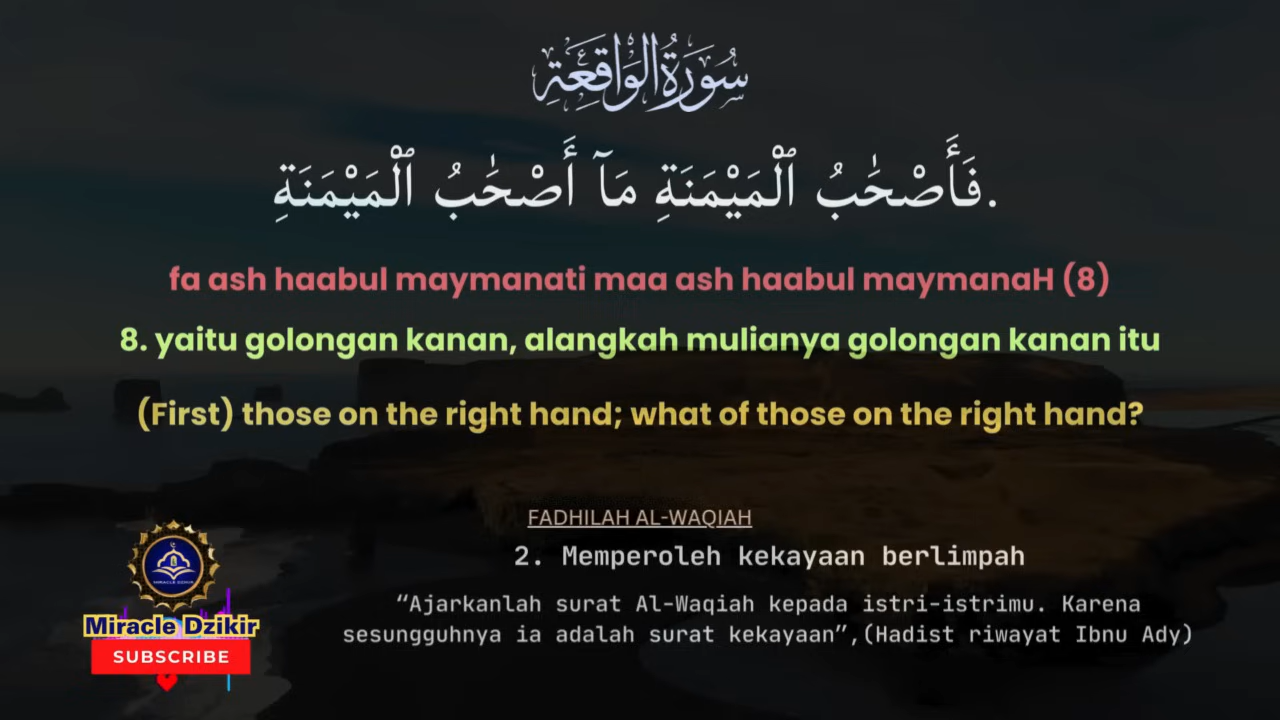 سُورَةُ الْوَاقِعَةِ
فَأَصْحَٰبُ ٱلْمَيْمَنَةِ مَآ أَصْحَٰبُ ٱلْمَيْمَنَةِ.
fa ash haabul maymanati maa ash haabul maymanaH (8)
8. yaitu golongan kanan, alangkah mulianya golongan kanan itu
(First) those on the right hand; what of those on the right hand?
FADHILAH AL-WAQIAH
2. Memperoleh kekayaan berlimpah
“Ajarkanlah surat Al-Waqiah kepada istri-istrimu. Karena
sesungguhnya ia adalah surat kekayaan”,(Hadist riwayat Ibnu Ady)
MIRACLE DZIKIR
Miracle Dzikir
SUBSCRIBE